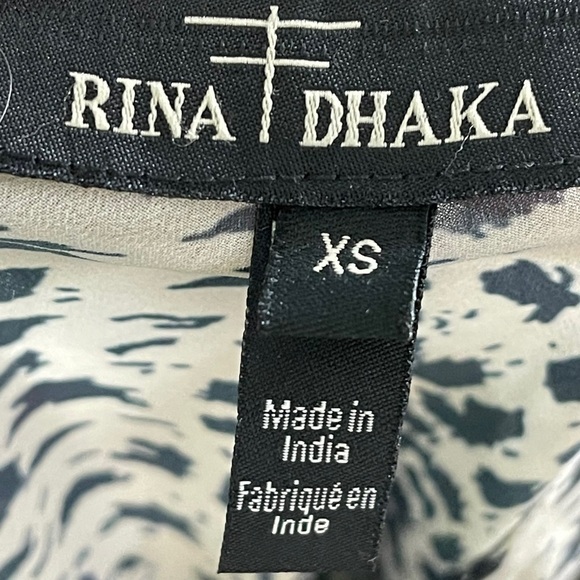 RINA DHAKA
XS
Made in
India
Fabriqué en
Inde